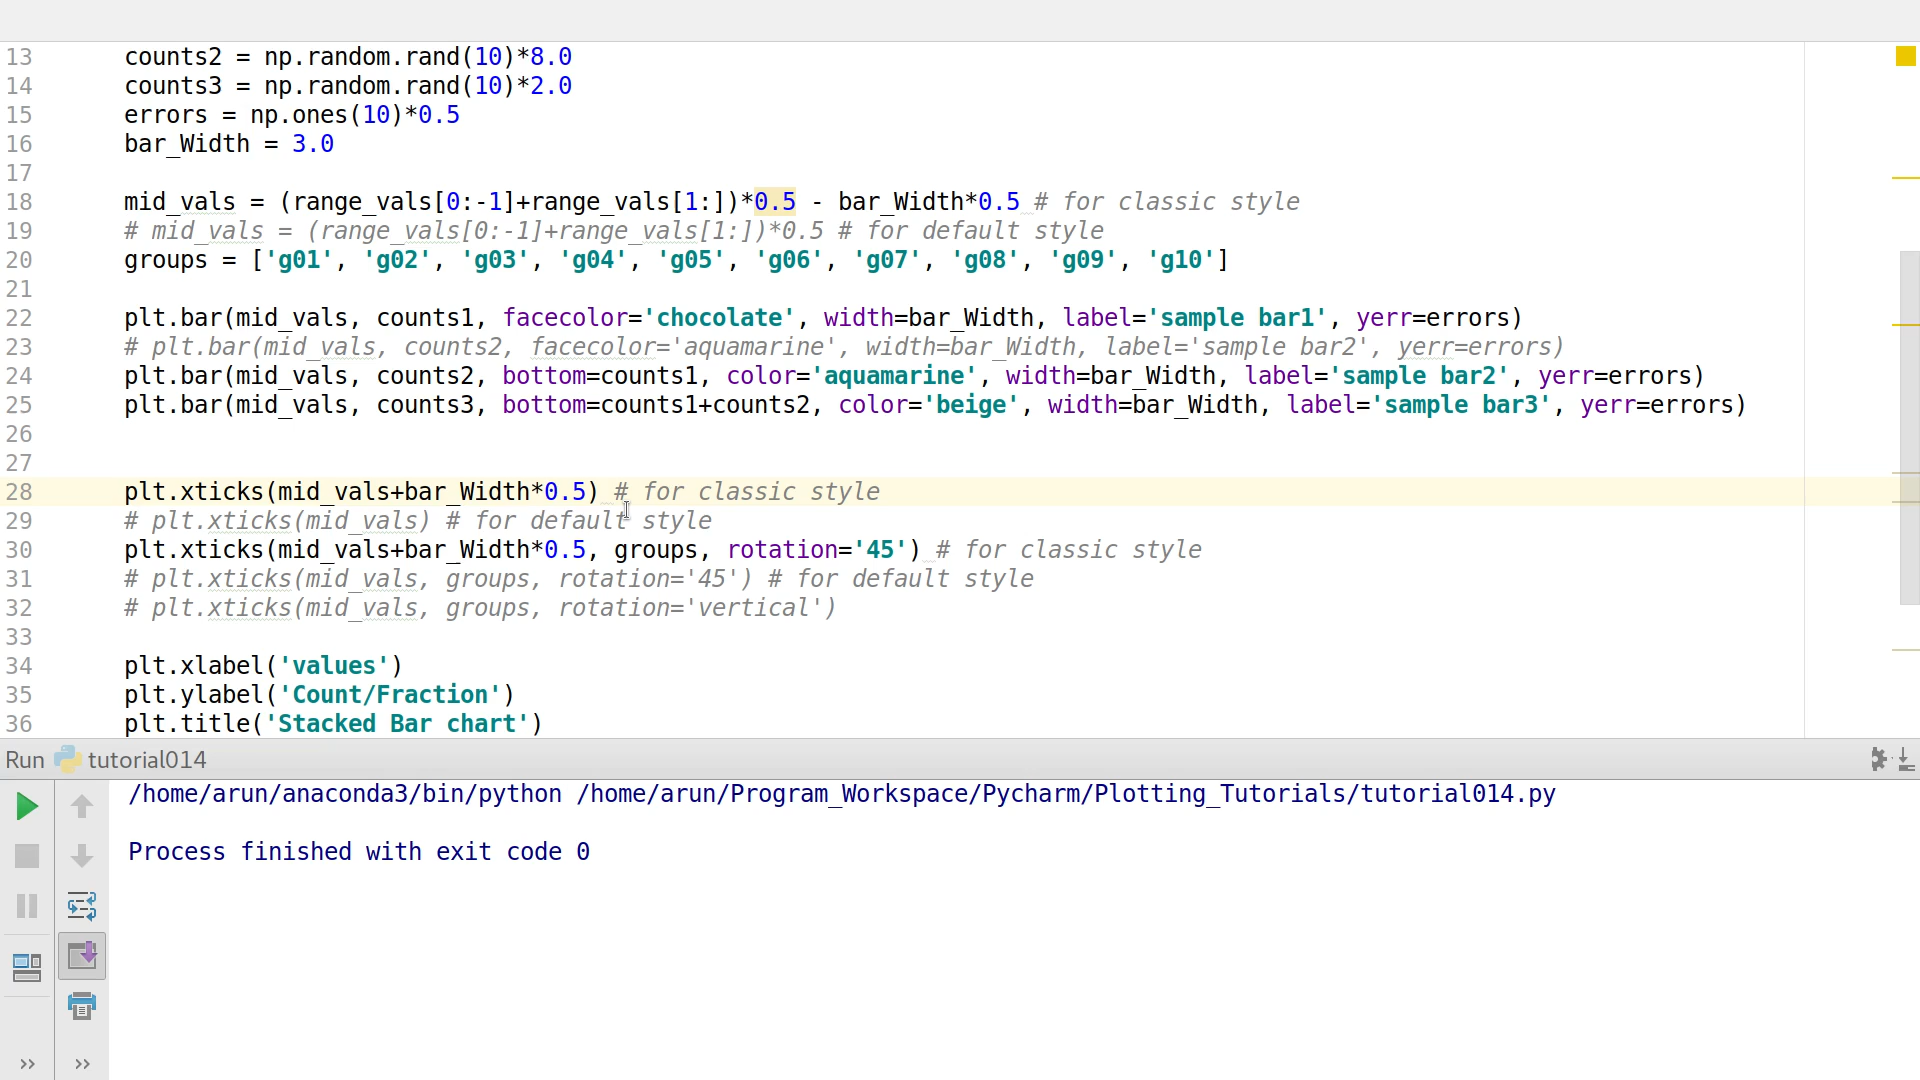 13 counts2 = np.random.rand(10)*8.0
14 counts3 = np.random.rand(10)*2.0
15 errors = np.ones(10)*0.5
16 bar_Width = 3.0
17
18 mid_vals = (range_vals[0:-1]+range_vals[1:])*0.5 - bar_Width*0.5 # for classic style
19 # mid_vals = (range_vals[0:-1]+range_vals[1:])*0.5 # for default style
20 groups = ['g01', 'g02', 'g03', 'g04', 'g05', 'g06', 'g07', 'g08', 'g09', 'g10']
21
22 plt.bar(mid_vals, counts1, facecolor='chocolate', width=bar_Width, label='sample bar1', yerr=errors)
23 # plt.bar(mid_vals, counts2, facecolor='aquamarine', width=bar_Width, label='sample bar2', yerr=errors)
24 plt.bar(mid_vals, counts2, bottom=counts1, color='aquamarine', width=bar_Width, label='sample bar2', yerr=errors)
25 plt.bar(mid_vals, counts3, bottom=counts1+counts2, color='beige', width=bar_Width, label='sample bar3', yerr=errors)
26
27
28 plt.xticks(mid_vals+bar_Width*0.5) # for classic style
29 # plt.xticks(mid_vals) # for default style
30 plt.xticks(mid_vals+bar_Width*0.5, groups, rotation='45') # for classic style
31 # plt.xticks(mid_vals, groups, rotation='45') # for default style
32 # plt.xticks(mid_vals, groups, rotation='vertical')
33
34 plt.xlabel('values')
35 plt.ylabel('Count/Fraction')
36 plt.title('Stacked Bar chart')
Run tutorial014
/home/arun/anaconda3/bin/python /home/arun/Program_Workspace/Pycharm/Plotting_Tutorials/tutorial014.py
Process finished with exit code 0